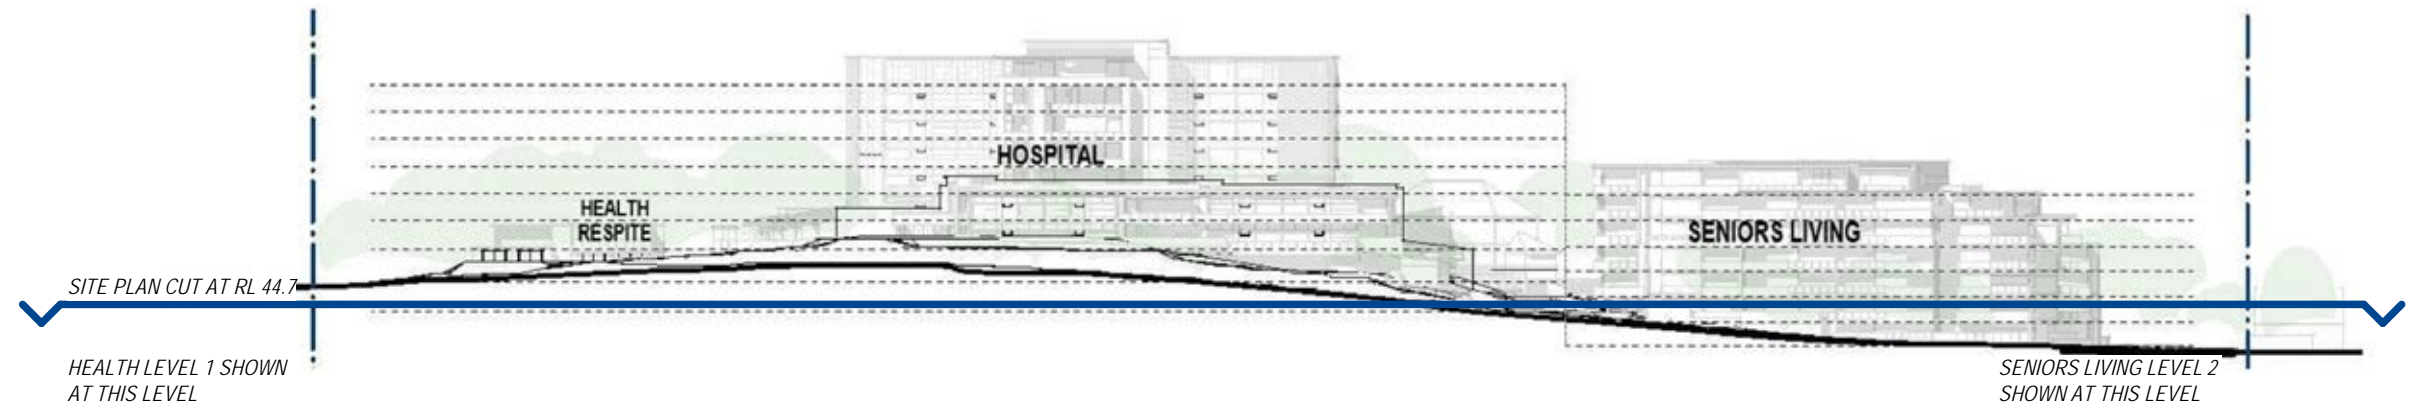 HOSPITAL
HEALTH
RESPITE
SENIORS LIVING
SITE PLAN CUT AT RL 44.7
HEALTH LEVEL 1 SHOWN
AT THIS LEVEL
SENIORS LIVING LEVEL 2
SHOWN AT THIS LEVEL